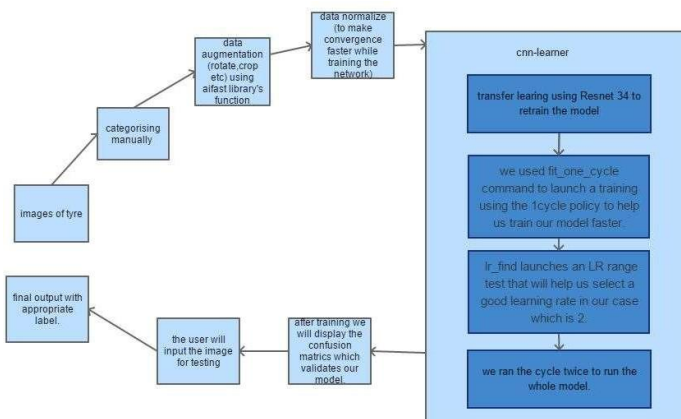 images of tyre
categorising
manually
data
augmentation
(rotate,crop
etc) using
aifast library's
function
data normalize
(to make
convergence
faster while
training the
network)
cnn-learner
transfer learing using Resnet 34 to
retrain the model
we used fit_one_cycle
command to launch a training
using the 1cycle policy to help
us train our model faster.
lr_find launches an LR range
test that will help us select a
good learning rate in our case
which is 2.
we ran the cycle twice to run the
whole model.
after training we
will display the
confusion
matrics which
validates our
model.
the user will
input the image
for testing
final output with
appropriate
label.